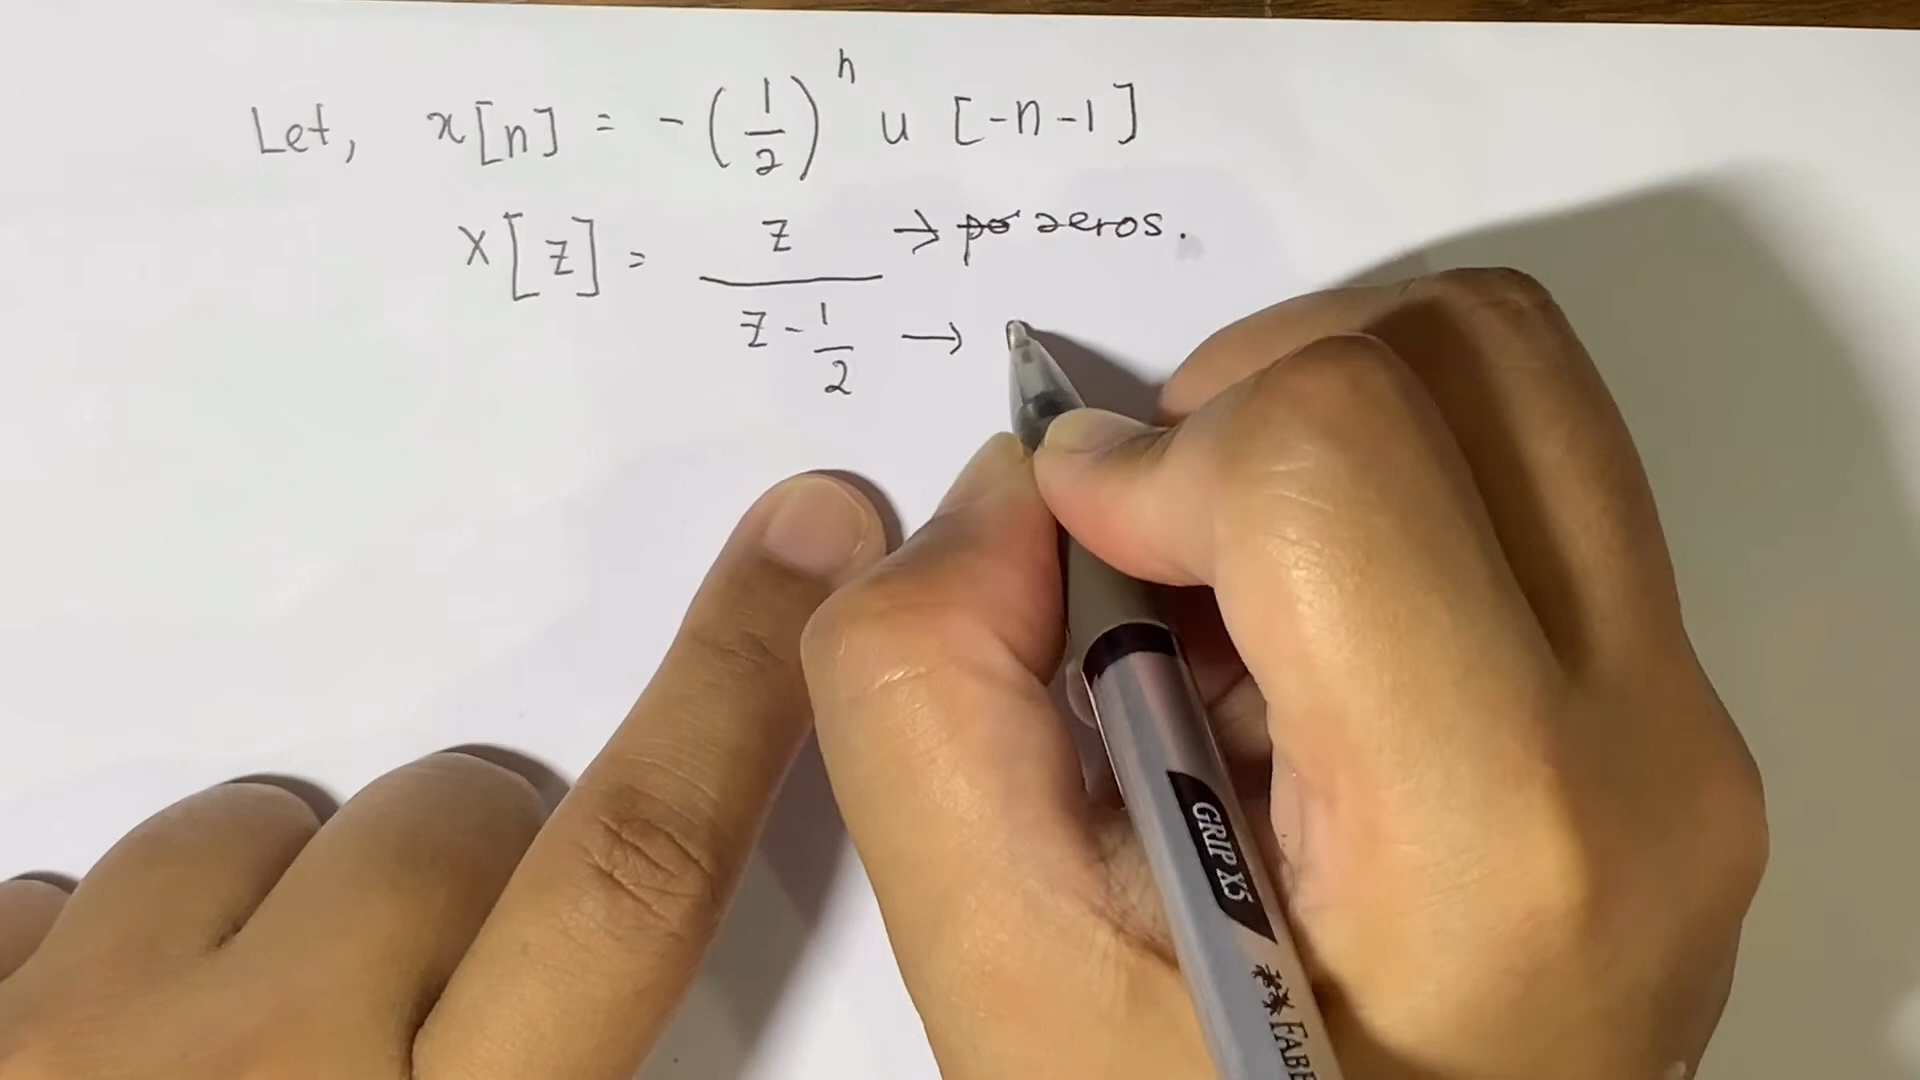 Let, x[n] = -(1/2)^n u [-n-1]
X[z] = z/(z - 1/2)
→ po zeros.
→
GRIP X5
FABE